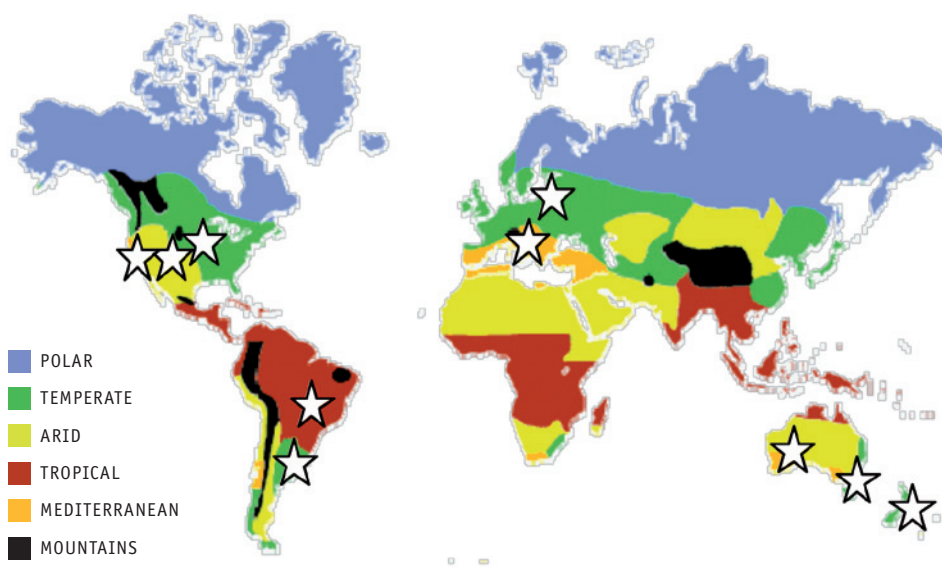 POLAR
TEMPERATE
ARID
TROPICAL
MEDITERRANEAN
MOUNTAINS